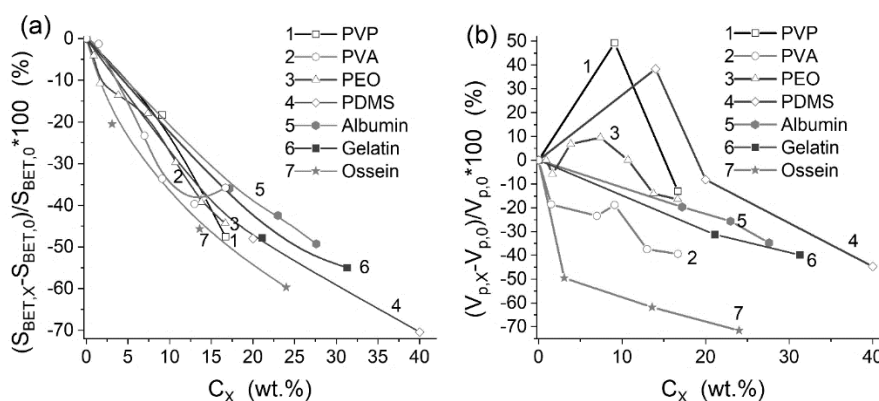 (a)
(S_BET,X-S_BET,0)/S_BET,0*100 (%)
0
-10
-20
-30
-40
-50
-60
-70
0 5 10 15 20 25 30 35 40
C_X (wt.%)
1 PVP
2 PVA
3 PEO
4 PDMS
5 Albumin
6 Gelatin
7 Ossein
2
5
7
3
1
6
4
(b)
(V_p,X-V_p,0)/V_p,0*100 (%)
50
40
30
20
10
0
-10
-20
-30
-40
-50
-60
-70
0 10 20 30 40
C_X (wt.%)
1 PVP
2 PVA
3 PEO
4 PDMS
5 Albumin
6 Gelatin
7 Ossein
1
3
5
4
2
6
7